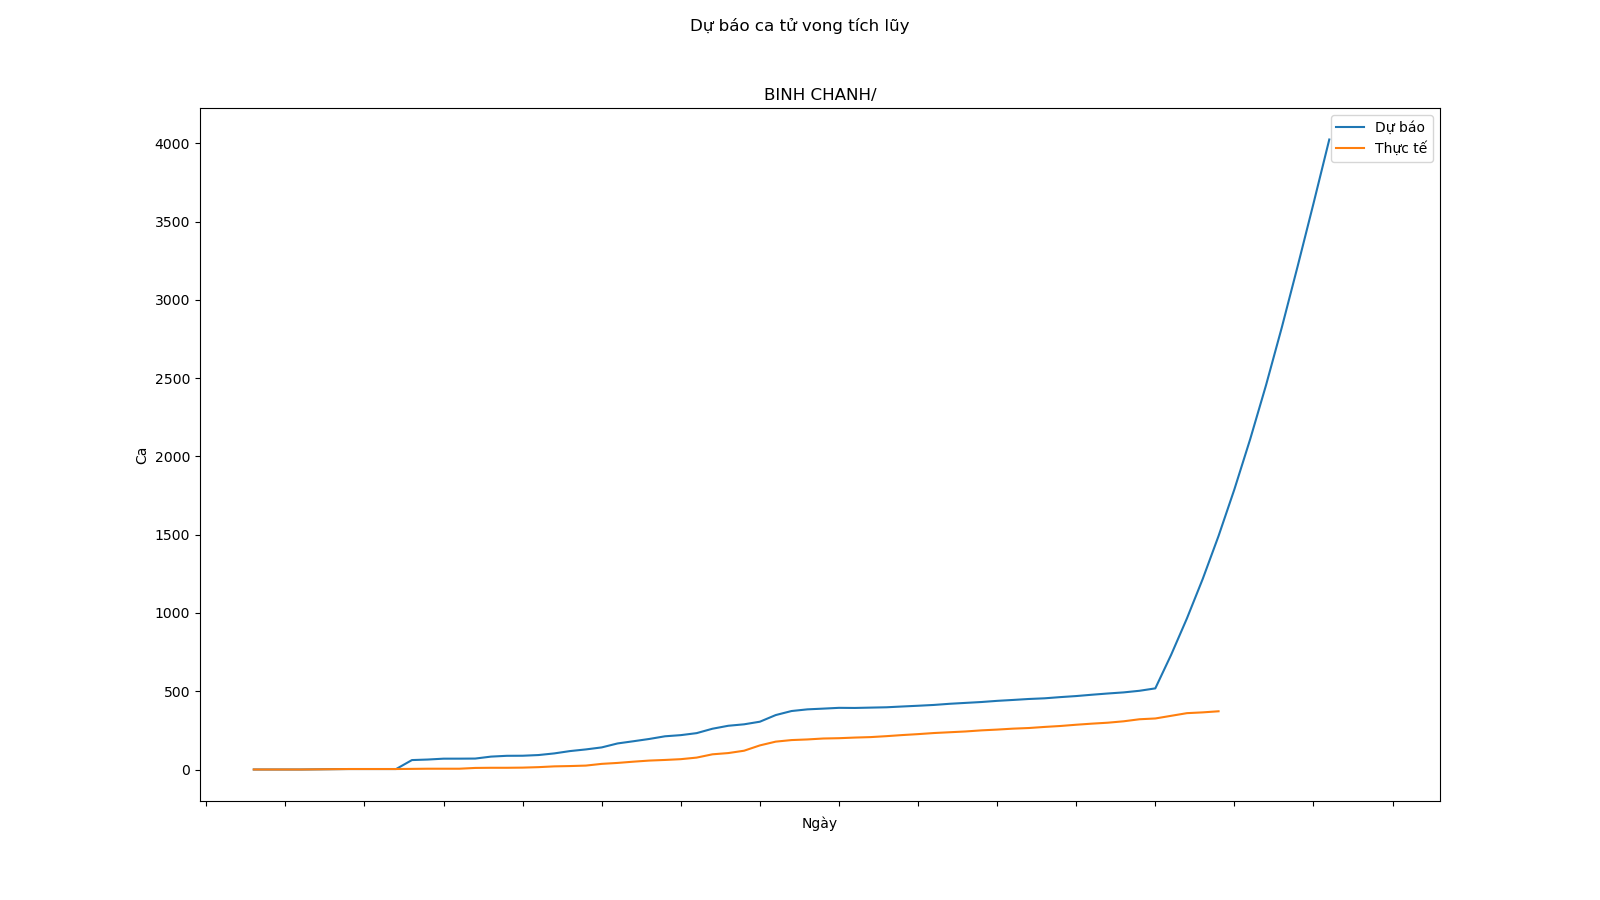 Dự báo ca tử vong tích lũy
BINH CHANH/
Dự báo
Thực tế
4000
3500
3000
2500
2000
1500
1000
500
0
Ca
Ngày